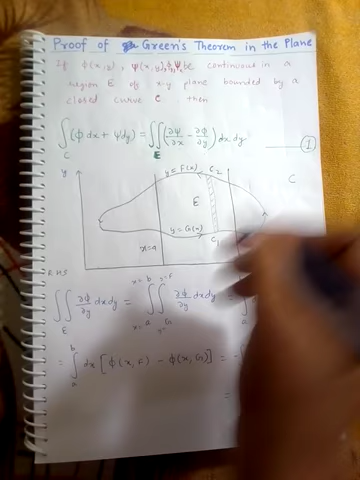 Proof of Green's Theorem in the Plane
If ϕ(x,y), ψ(x,y), be continuous in a
region E of x-y plane bounded by a
closed curve C then
∫_C (ϕ dx + ψ dy) = ∬_E (∂ψ/∂x - ∂ϕ/∂y) dx dy ①
y y = F(x) C₂ C
E
y = G(x) C₁
x=a
RHS
∬_E ∂ϕ/∂y dx dy = ∫_{x=a}^{x=b} ∫_{y=G}^{y=F} ∂ϕ/∂y dx dy =
= ∫_a^b dx [ϕ(x,F) - ϕ(x,G)] = -
=